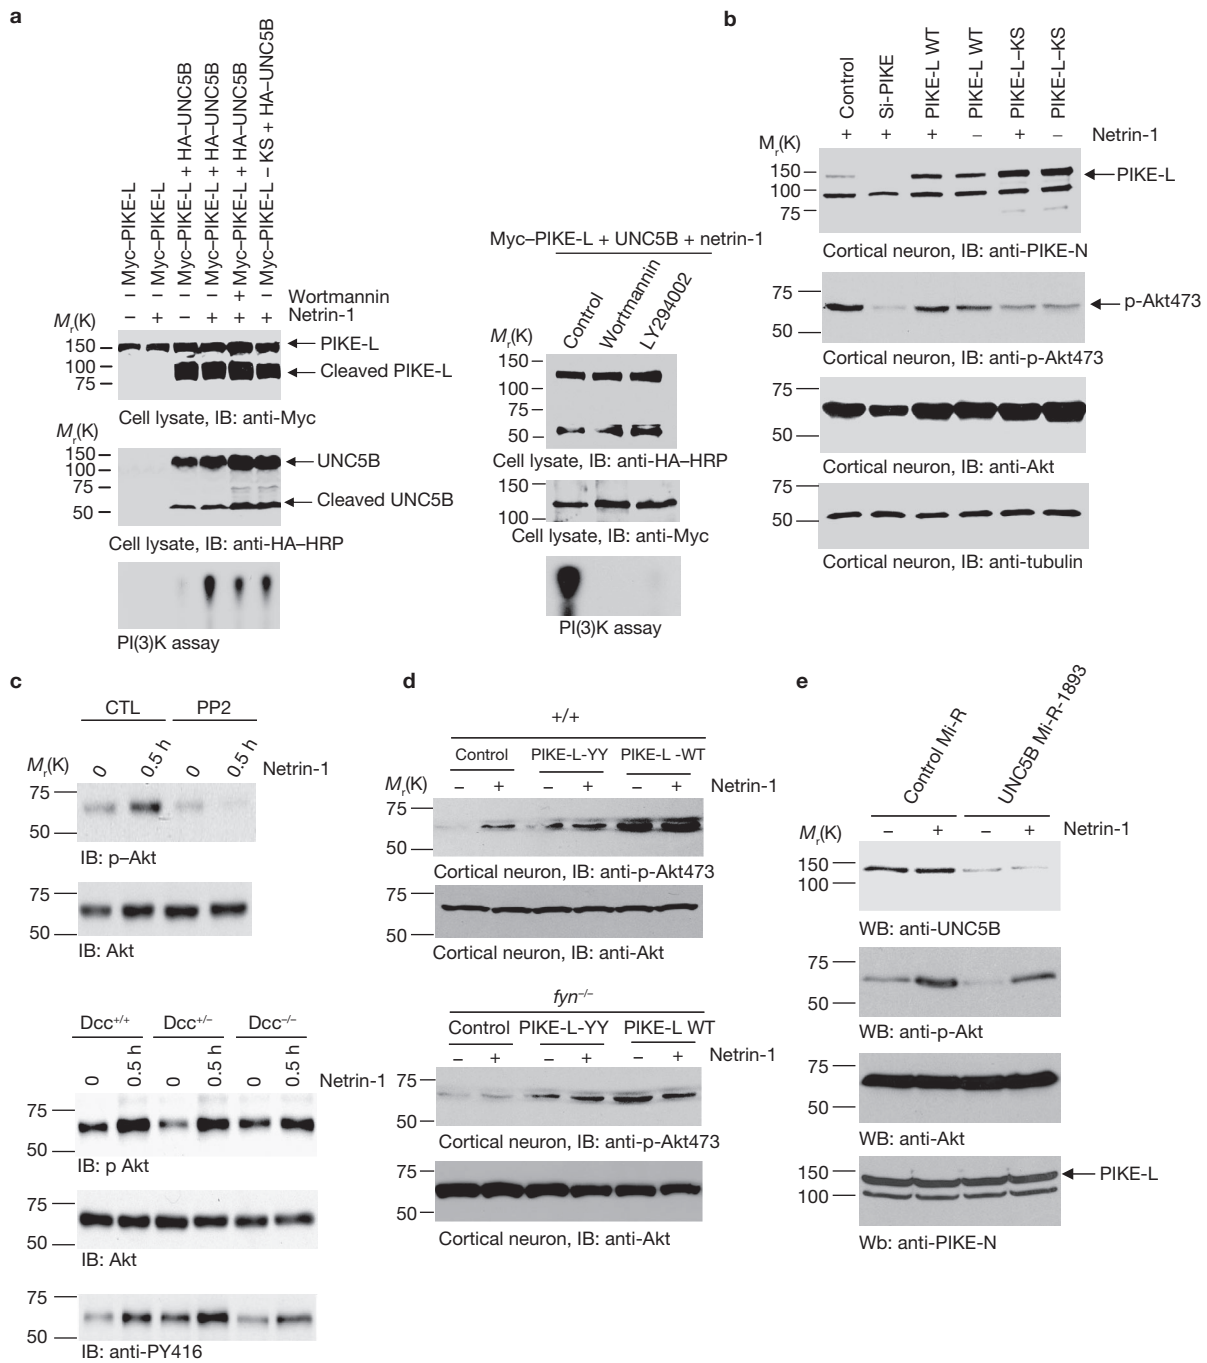 a
– Myc–PIKE-L
+ Myc–PIKE-L
– Myc–PIKE-L + HA–UNC5B
+ Myc–PIKE-L + HA–UNC5B
+ Myc–PIKE-L + HA–UNC5B
+ Myc–PIKE-L – KS + HA–UNC5B
– – – – + – Wortmannin
– + – + + + Netrin-1
Mr(K)
150
100
75
PIKE-L
Cleaved PIKE-L
Cell lysate, IB: anti-Myc
Mr(K)
150
100
75
50
UNC5B
Cleaved UNC5B
Cell lysate, IB: anti-HA–HRP
PI(3)K assay
Myc–PIKE-L + UNC5B + netrin-1
Control
Wortmannin
LY294002
Mr(K)
150
100
75
50
Cell lysate, IB: anti-HA–HRP
150
100
Cell lysate, IB: anti-Myc
PI(3)K assay
b
Control
Si-PIKE
PIKE-L WT
PIKE-L WT
PIKE-L–KS
PIKE-L–KS
+ + + – + – Netrin-1
Mr(K)
150
100
75
PIKE-L
Cortical neuron, IB: anti-PIKE-N
75
50
p-Akt473
Cortical neuron, IB: anti-p-Akt473
75
50
Cortical neuron, IB: anti-Akt
75
50
Cortical neuron, IB: anti-tubulin
c
CTL PP2
0 0.5 h 0 0.5 h Netrin-1
Mr(K)
75
50
IB: p–Akt
75
50
IB: Akt
Dcc+/+ Dcc+/– Dcc–/–
0 0.5 h 0 0.5 h 0 0.5 h Netrin-1
75
50
IB: p Akt
75
50
IB: Akt
75
50
IB: anti-PY416
d
+/+
Control PIKE-L-YY PIKE-L -WT
– + – + – + Netrin-1
Mr(K)
75
50
Cortical neuron, IB: anti-p-Akt473
75
50
Cortical neuron, IB: anti-Akt
fyn–/–
Control PIKE-L-YY PIKE-L WT
– + – + – + Netrin-1
75
50
Cortical neuron, IB: anti-p-Akt473
75
50
Cortical neuron, IB: anti-Akt
e
Control Mi-R
UNC5B Mi-R-1893
– + – + Netrin-1
Mr(K)
150
100
WB: anti-UNC5B
75
50
WB: anti-p-Akt
75
50
WB: anti-Akt
150
100
PIKE-L
Wb: anti-PIKE-N